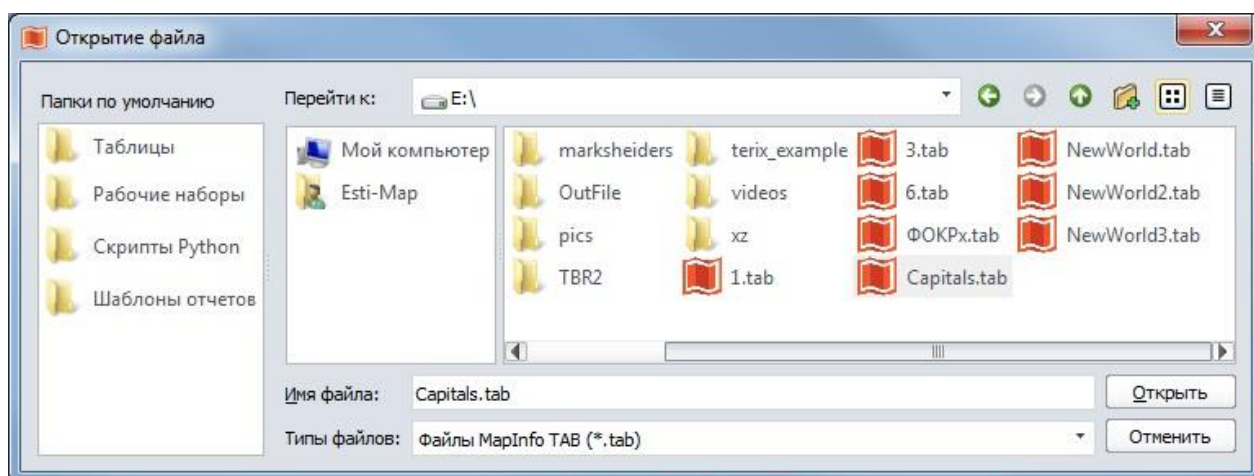 Открытие файла
Папки по умолчанию
Таблицы
Рабочие наборы
Скрипты Python
Шаблоны отчетов
Перейти к: E:\
Мой компьютер
Esti-Map
marksheiders terix_example 3.tab NewWorld.tab
OutFile videos 6.tab NewWorld2.tab
pics xz ФОКРх.tab NewWorld3.tab
TBR2 1.tab Capitals.tab
Имя файла: Capitals.tab Открыть
Типы файлов: Файлы MapInfo TAB (*.tab) Отменить